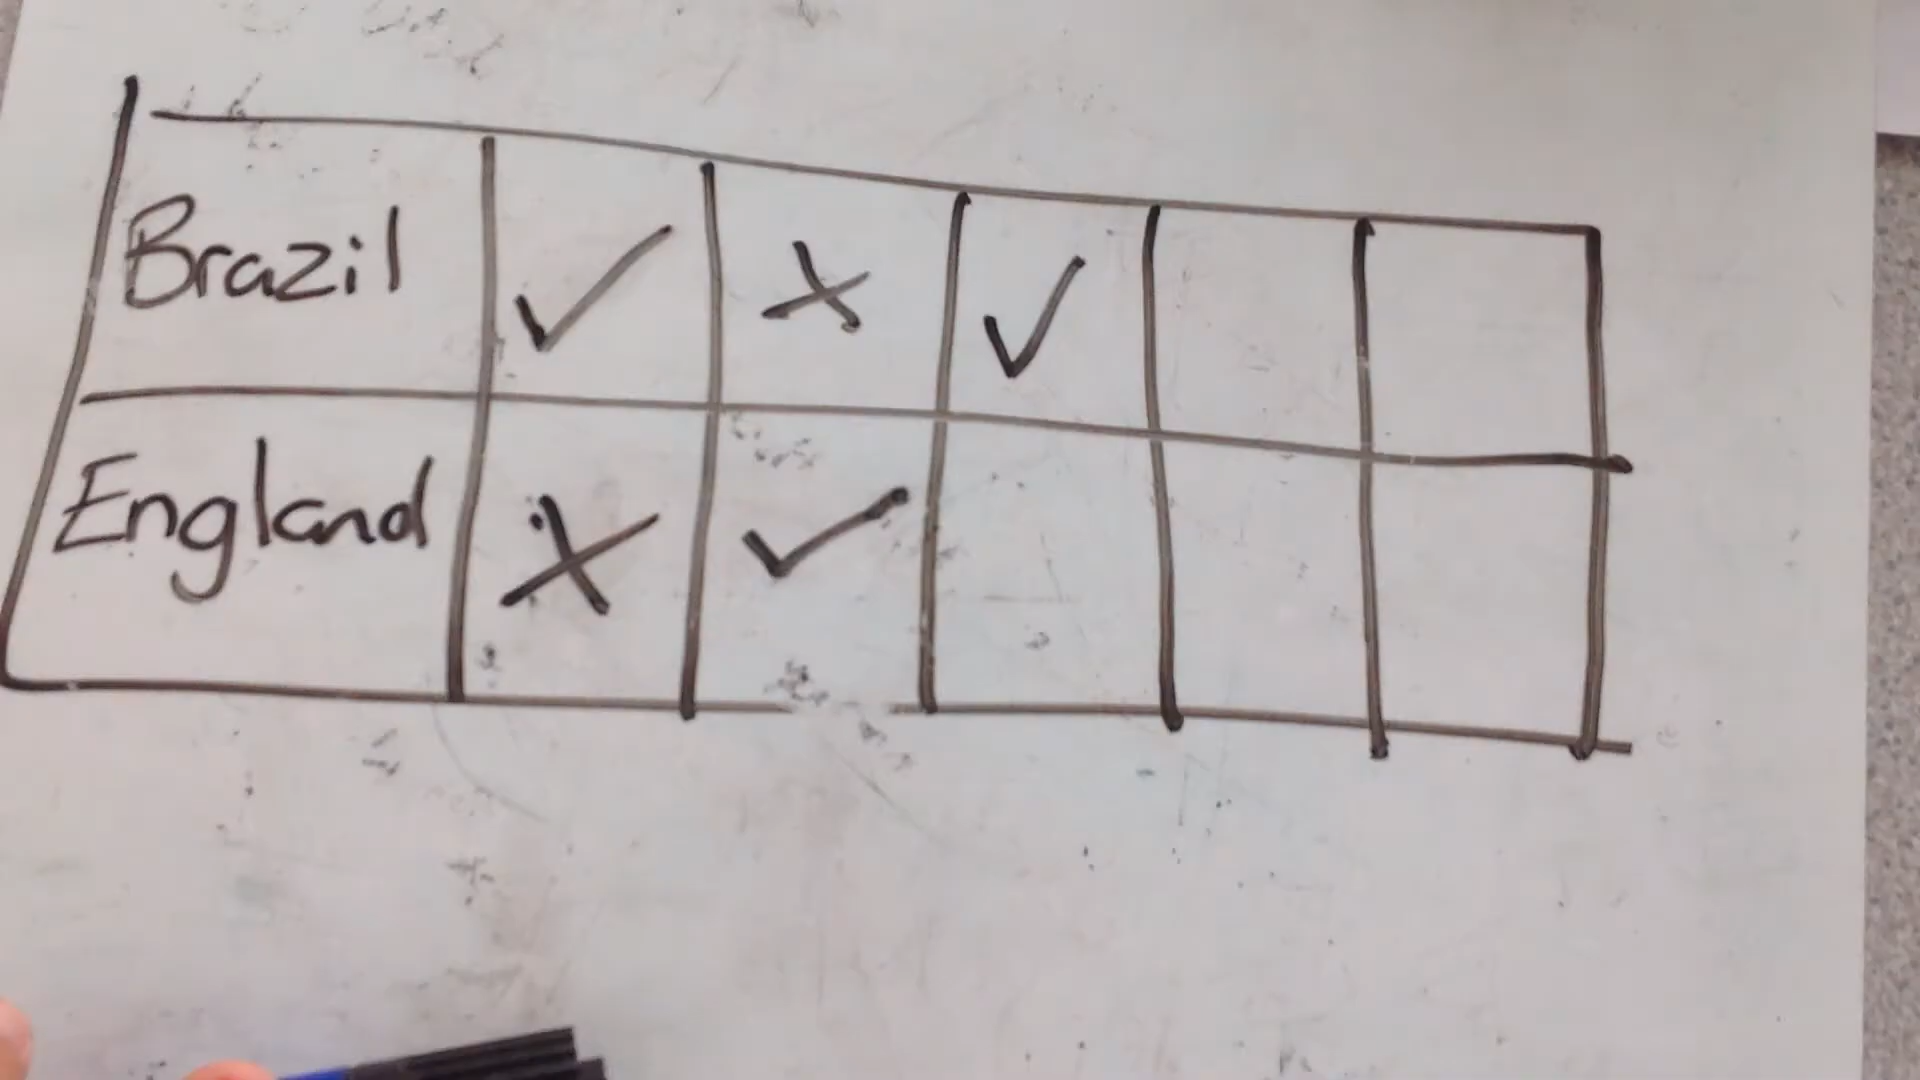 Brazil ✓ ✗ ✓
England ✗ ✓